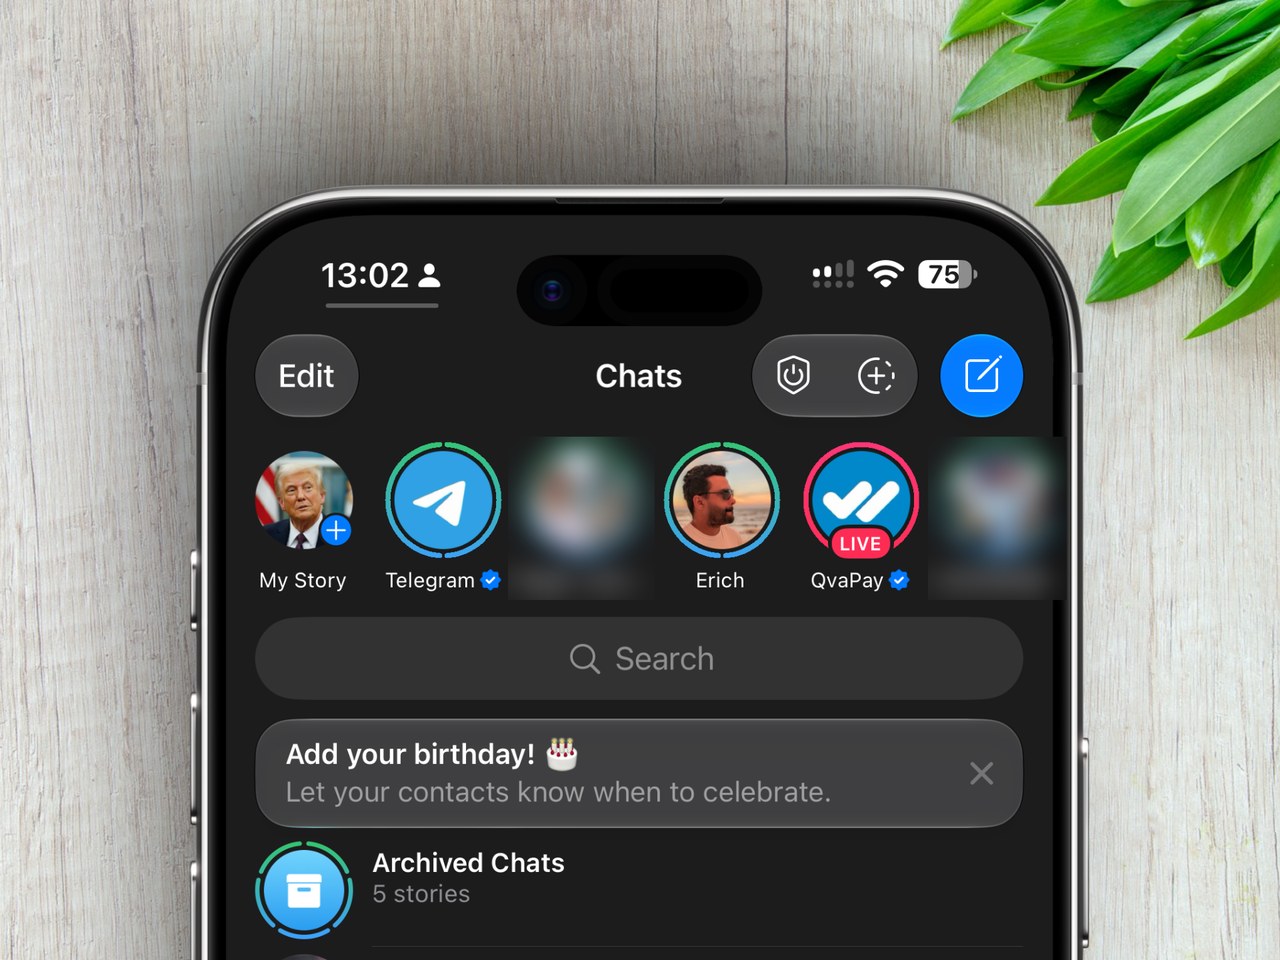 13:02
75
Edit
Chats
My Story
Telegram
Erich
LIVE
QvaPay
Search
Add your birthday! 🎂
Let your contacts know when to celebrate.
Archived Chats
5 stories